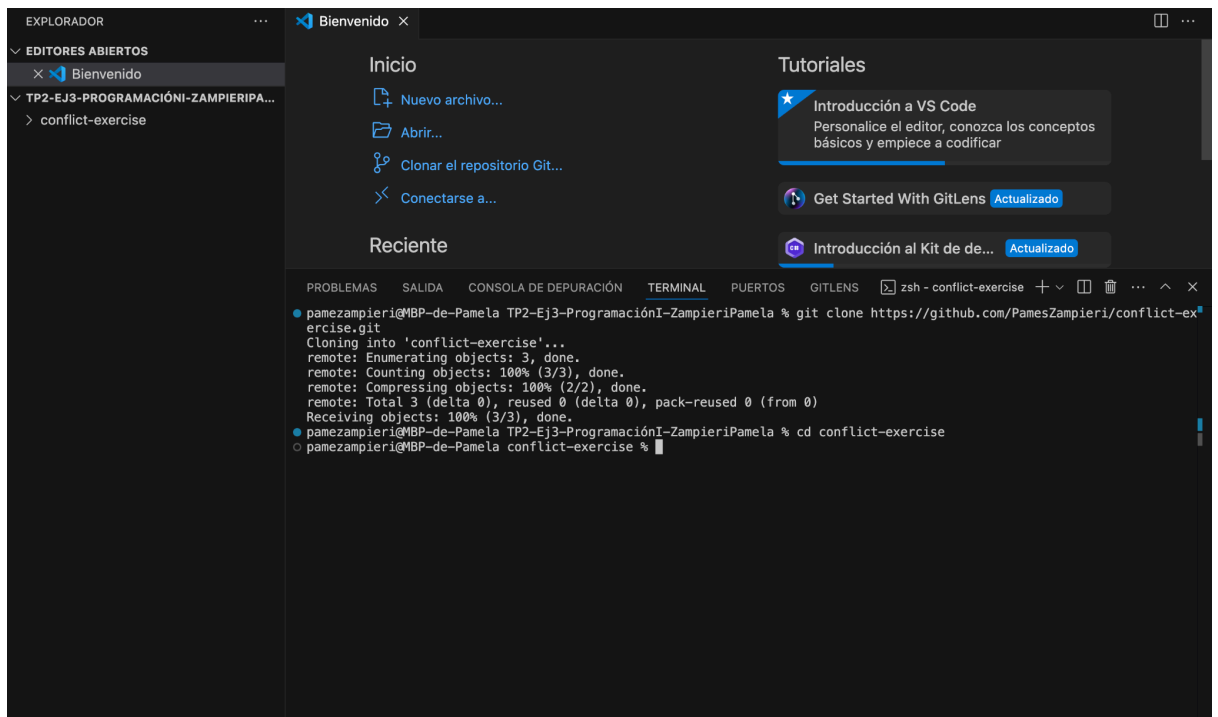 EXPLORADOR
EDITORES ABIERTOS
Bienvenido
TP2-EJ3-PROGRAMACIÓNI-ZAMPIERIPA...
conflict-exercise
Bienvenido
Inicio
Nuevo archivo...
Abrir...
Clonar el repositorio Git...
Conectarse a...
Reciente
Tutoriales
Introducción a VS Code
Personalice el editor, conozca los conceptos
básicos y empiece a codificar
Get Started With GitLens Actualizado
Introducción al Kit de de... Actualizado
PROBLEMAS SALIDA CONSOLA DE DEPURACIÓN TERMINAL PUERTOS GITLENS zsh - conflict-exercise
pamezampieri@MBP-de-Pamela TP2-Ej3-ProgramaciónI-ZampieriPamela % git clone https://github.com/PamesZampieri/conflict-ex
ercise.git
Cloning into 'conflict-exercise'...
remote: Enumerating objects: 3, done.
remote: Counting objects: 100% (3/3), done.
remote: Compressing objects: 100% (2/2), done.
remote: Total 3 (delta 0), reused 0 (delta 0), pack-reused 0 (from 0)
Receiving objects: 100% (3/3), done.
pamezampieri@MBP-de-Pamela TP2-Ej3-ProgramaciónI-ZampieriPamela % cd conflict-exercise
pamezampieri@MBP-de-Pamela conflict-exercise %